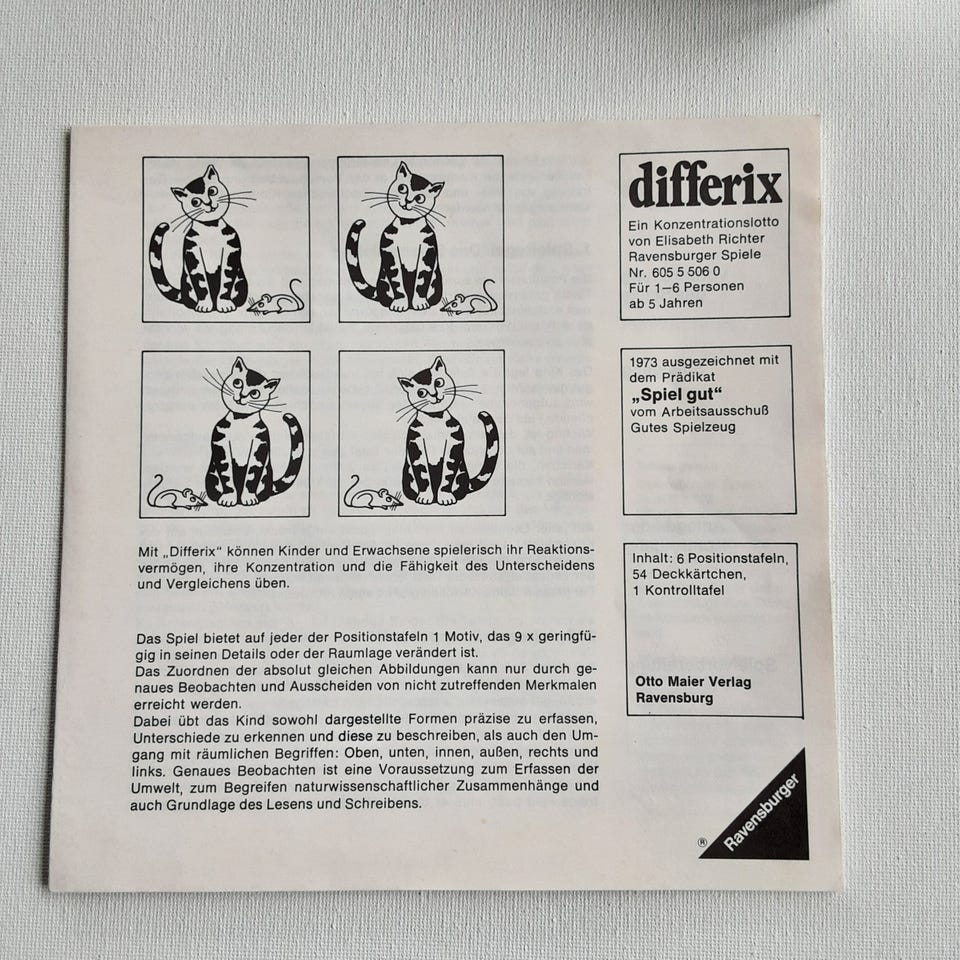 differix
Ein Konzentrationslotto
von Elisabeth Richter
Ravensburger Spiele
Nr. 605 5 506 0
Für 1–6 Personen
ab 5 Jahren
1973 ausgezeichnet mit
dem Prädikat
„Spiel gut“
vom Arbeitsausschuß
Gutes Spielzeug
Mit „Differix“ können Kinder und Erwachsene spielerisch ihr Reaktions-
vermögen, ihre Konzentration und die Fähigkeit des Unterscheidens
und Vergleichens üben.
Das Spiel bietet auf jeder der Positionstafeln 1 Motiv, das 9 x geringfü-
gig in seinen Details oder der Raumlage verändert ist.
Das Zuordnen der absolut gleichen Abbildungen kann nur durch ge-
naues Beobachten und Ausscheiden von nicht zutreffenden Merkmalen
erreicht werden.
Dabei übt das Kind sowohl dargestellte Formen präzise zu erfassen,
Unterschiede zu erkennen und diese zu beschreiben, als auch den Um-
gang mit räumlichen Begriffen: Oben, unten, innen, außen, rechts und
links. Genaues Beobachten ist eine Voraussetzung zum Erfassen der
Umwelt, zum Begreifen naturwissenschaftlicher Zusammenhänge und
auch Grundlage des Lesens und Schreibens.
Inhalt: 6 Positionstafeln,
54 Deckkärtchen,
1 Kontrolltafel
Otto Maier Verlag
Ravensburg
® Ravensburger